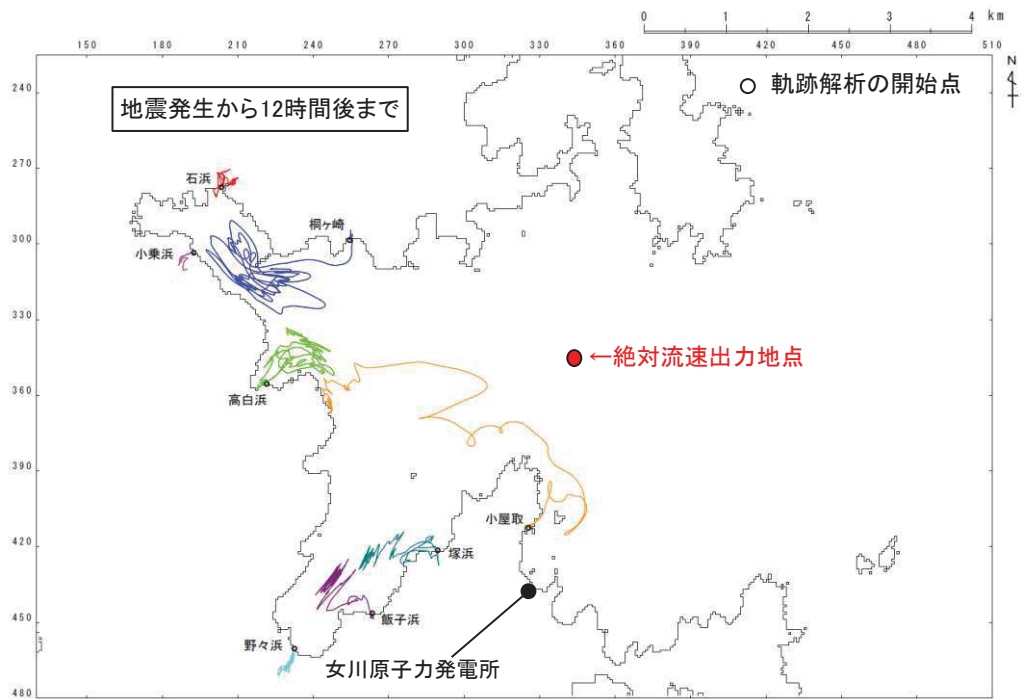 0 1 2 3 4 km
150 180 210 240 270 300 330 360 390 420 450 480 510
N
240
○ 軌跡解析の開始点
地震発生から12時間後まで
270
石浜
桐ヶ崎
300
小乗浜
330
←絶対流速出力地点
360
高白浜
390
小屋取
420
塚浜
飯子浜
450
野々浜
女川原子力発電所
480